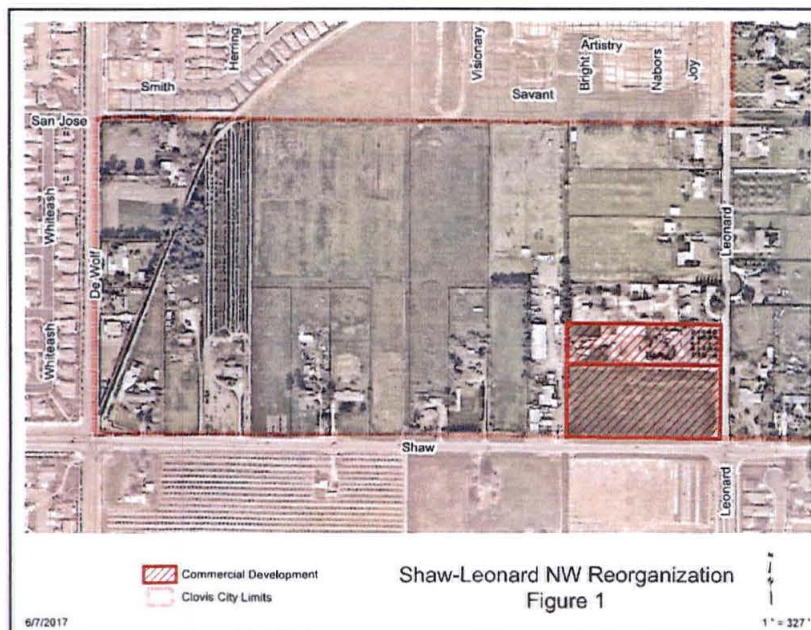 Herring
Smith
Visionary
Artistry
Bright
Nabors
Joy
Savant
San Jose
Whiteash
De Wolf
Leonard
Whiteash
Shaw
Leonard
Commercial Development
Clovis City Limits
Shaw-Leonard NW Reorganization
Figure 1
6/7/2017
1 " = 327 '